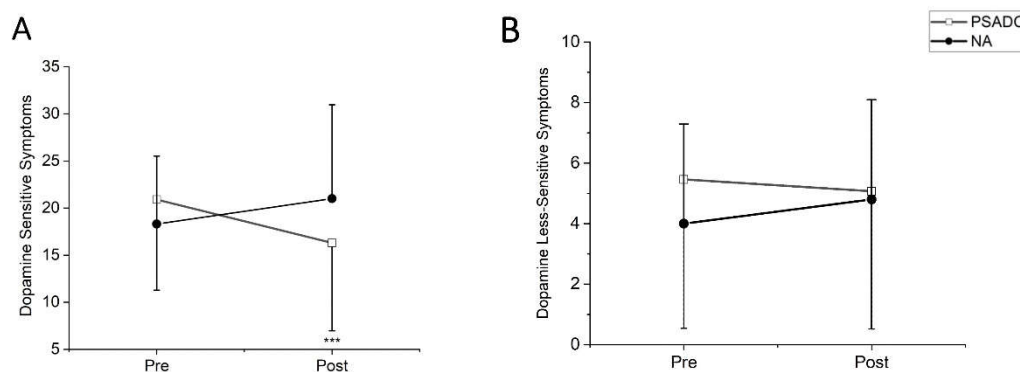 A
Dopamine Sensitive Symptoms
35
30
25
20
15
10
5
Pre
Post
***
B
PSADC
NA
Dopamine Less-Sensitive Symptoms
10
8
6
4
2
0
Pre
Post